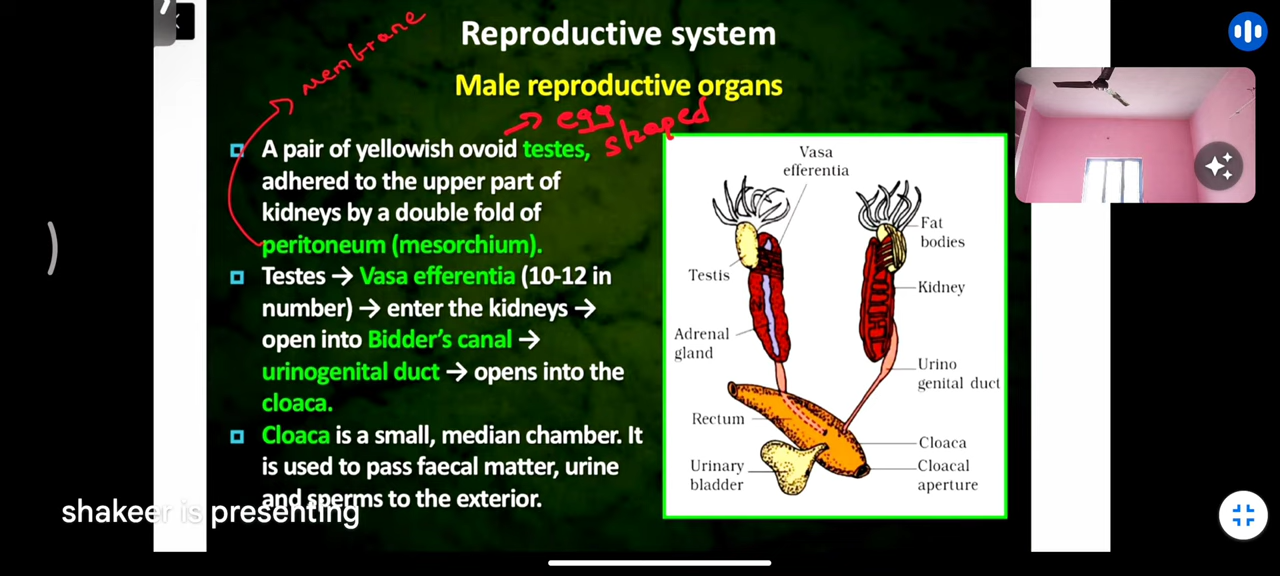 Reproductive system
membrane
Male reproductive organs
→ egg
shaped
A pair of yellowish ovoid testes,
adhered to the upper part of
kidneys by a double fold of
peritoneum (mesorchium).
Testes → Vasa efferentia (10-12 in
number) → enter the kidneys →
open into Bidder's canal →
urinogenital duct → opens into the
cloaca.
Cloaca is a small, median chamber. It
is used to pass faecal matter, urine
and sperms to the exterior.
Vasa
efferentia
Fat
bodies
Testis
Kidney
Adrenal
gland
Urino
genital duct
Rectum
Cloaca
Urinary
bladder
Cloacal
aperture
shakeer is presenting